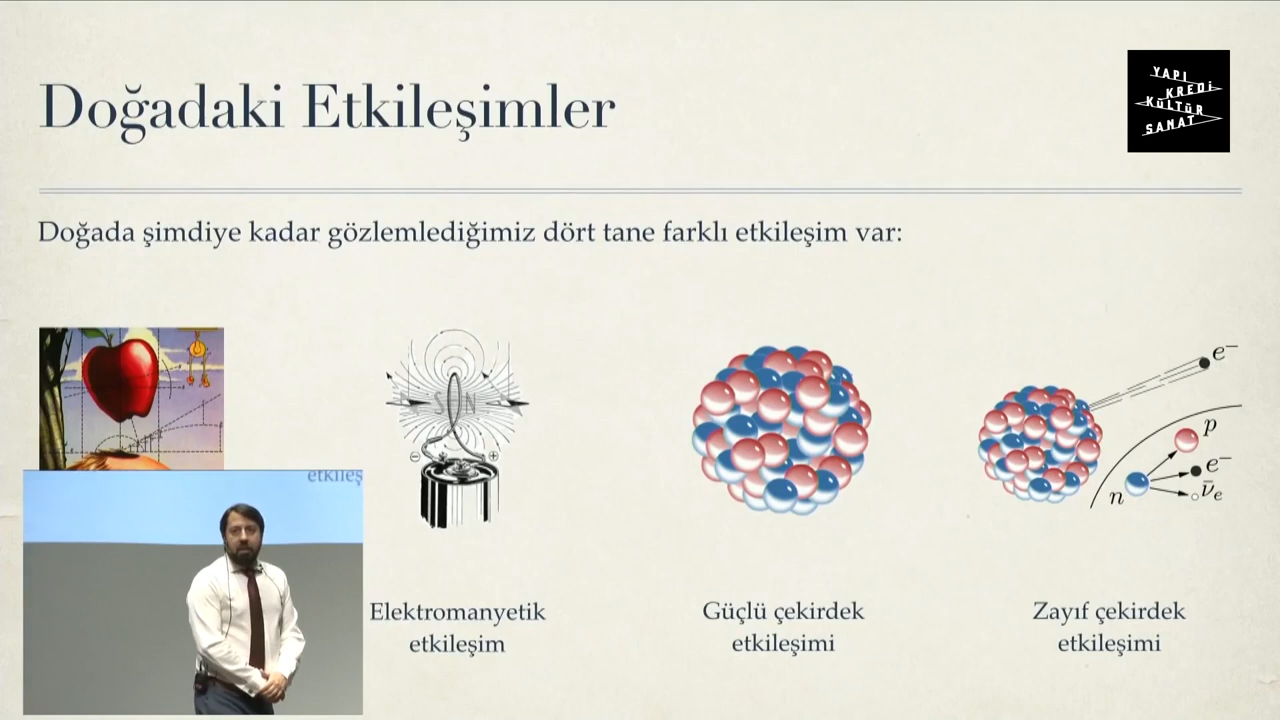 Doğadaki Etkileşimler
YAPI
KREDİ
KÜLTÜR
SANAT
Doğada şimdiye kadar gözlemlediğimiz dört tane farklı etkileşim var:
S N
e⁻
p
e⁻
n
ν̄ₑ
etkileş
Elektromanyetik
etkileşim
Güçlü çekirdek
etkileşimi
Zayıf çekirdek
etkileşimi